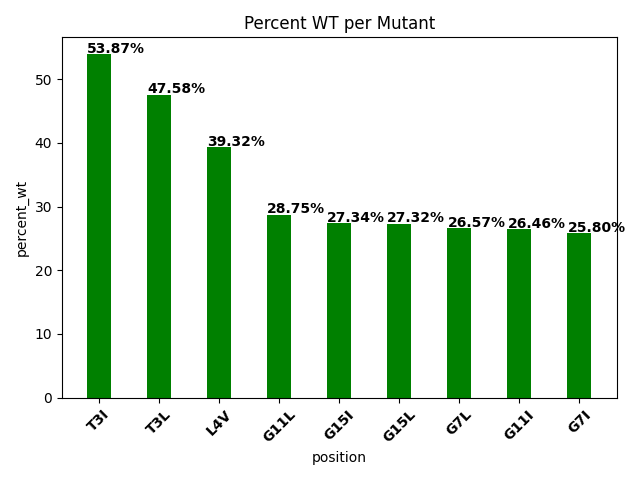 Percent WT per Mutant
percent_wt
50
40
30
20
10
0
53.87%
47.58%
39.32%
28.75%
27.34%
27.32%
26.57%
26.46%
25.80%
T3I
T3L
L4V
G11L
G15I
G15L
G7L
G11I
G7I
position